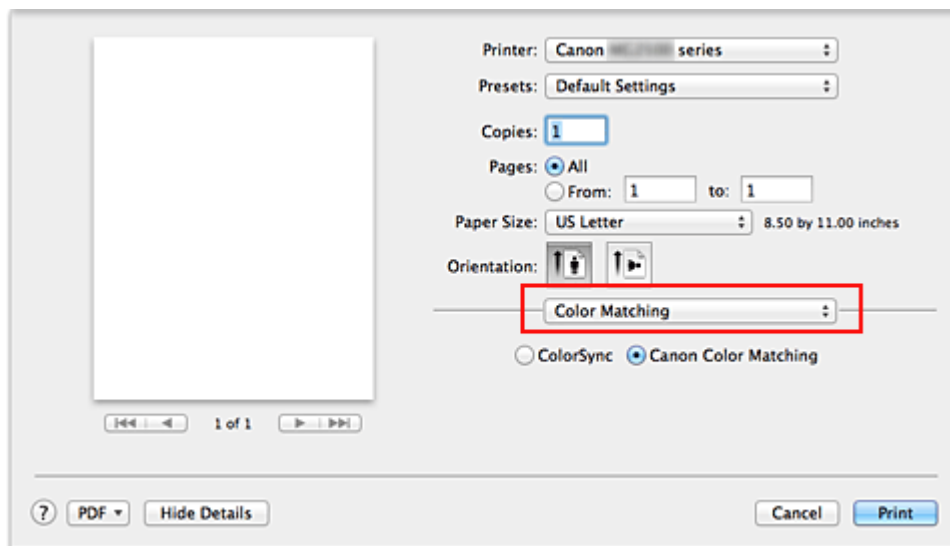 Printer: Canon series
Presets: Default Settings
Copies: 1
Pages: All
From: 1 to: 1
Paper Size: US Letter 8.50 by 11.00 inches
Orientation:
Color Matching
ColorSync Canon Color Matching
1 of 1
? PDF Hide Details Cancel Print